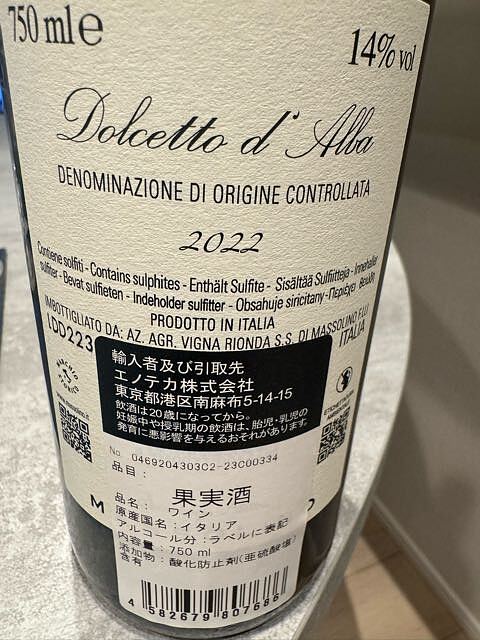 750 ml e
14% vol
Dolcetto d'Alba
DENOMINAZIONE DI ORIGINE CONTROLLATA
2022
Contiene solfiti - Contains sulphites - Enthält Sulfite - Sisältää Sulfiitteja - Inneháller
sulfiter - Bevat sulfieten - Indeholder sulfitter - Obsahuje siricitany - Περιέχει
PRODOTTO IN ITALIA
IMBOTTIGLIATO DA: AZ. AGR. VIGNA RIONDA S.S. DI MASSOLINO F.LLI
LDD223
ITALIA
輸入者及び引取先
エノテカ株式会社
東京都港区南麻布5-14-15
飲酒は20歳になってから。
妊娠中や授乳期の飲酒は、胎児・乳児の
発育に悪影響を与えるおそれがあります。
No. 0469204303C2-23C00334
品目:
果実酒
品名: ワイン
原産国名:イタリア
アルコール分:ラベルに表記
内容量:750 ml
添加物:酸化防止剤(亜硫酸塩)
含有
4 582679 807686